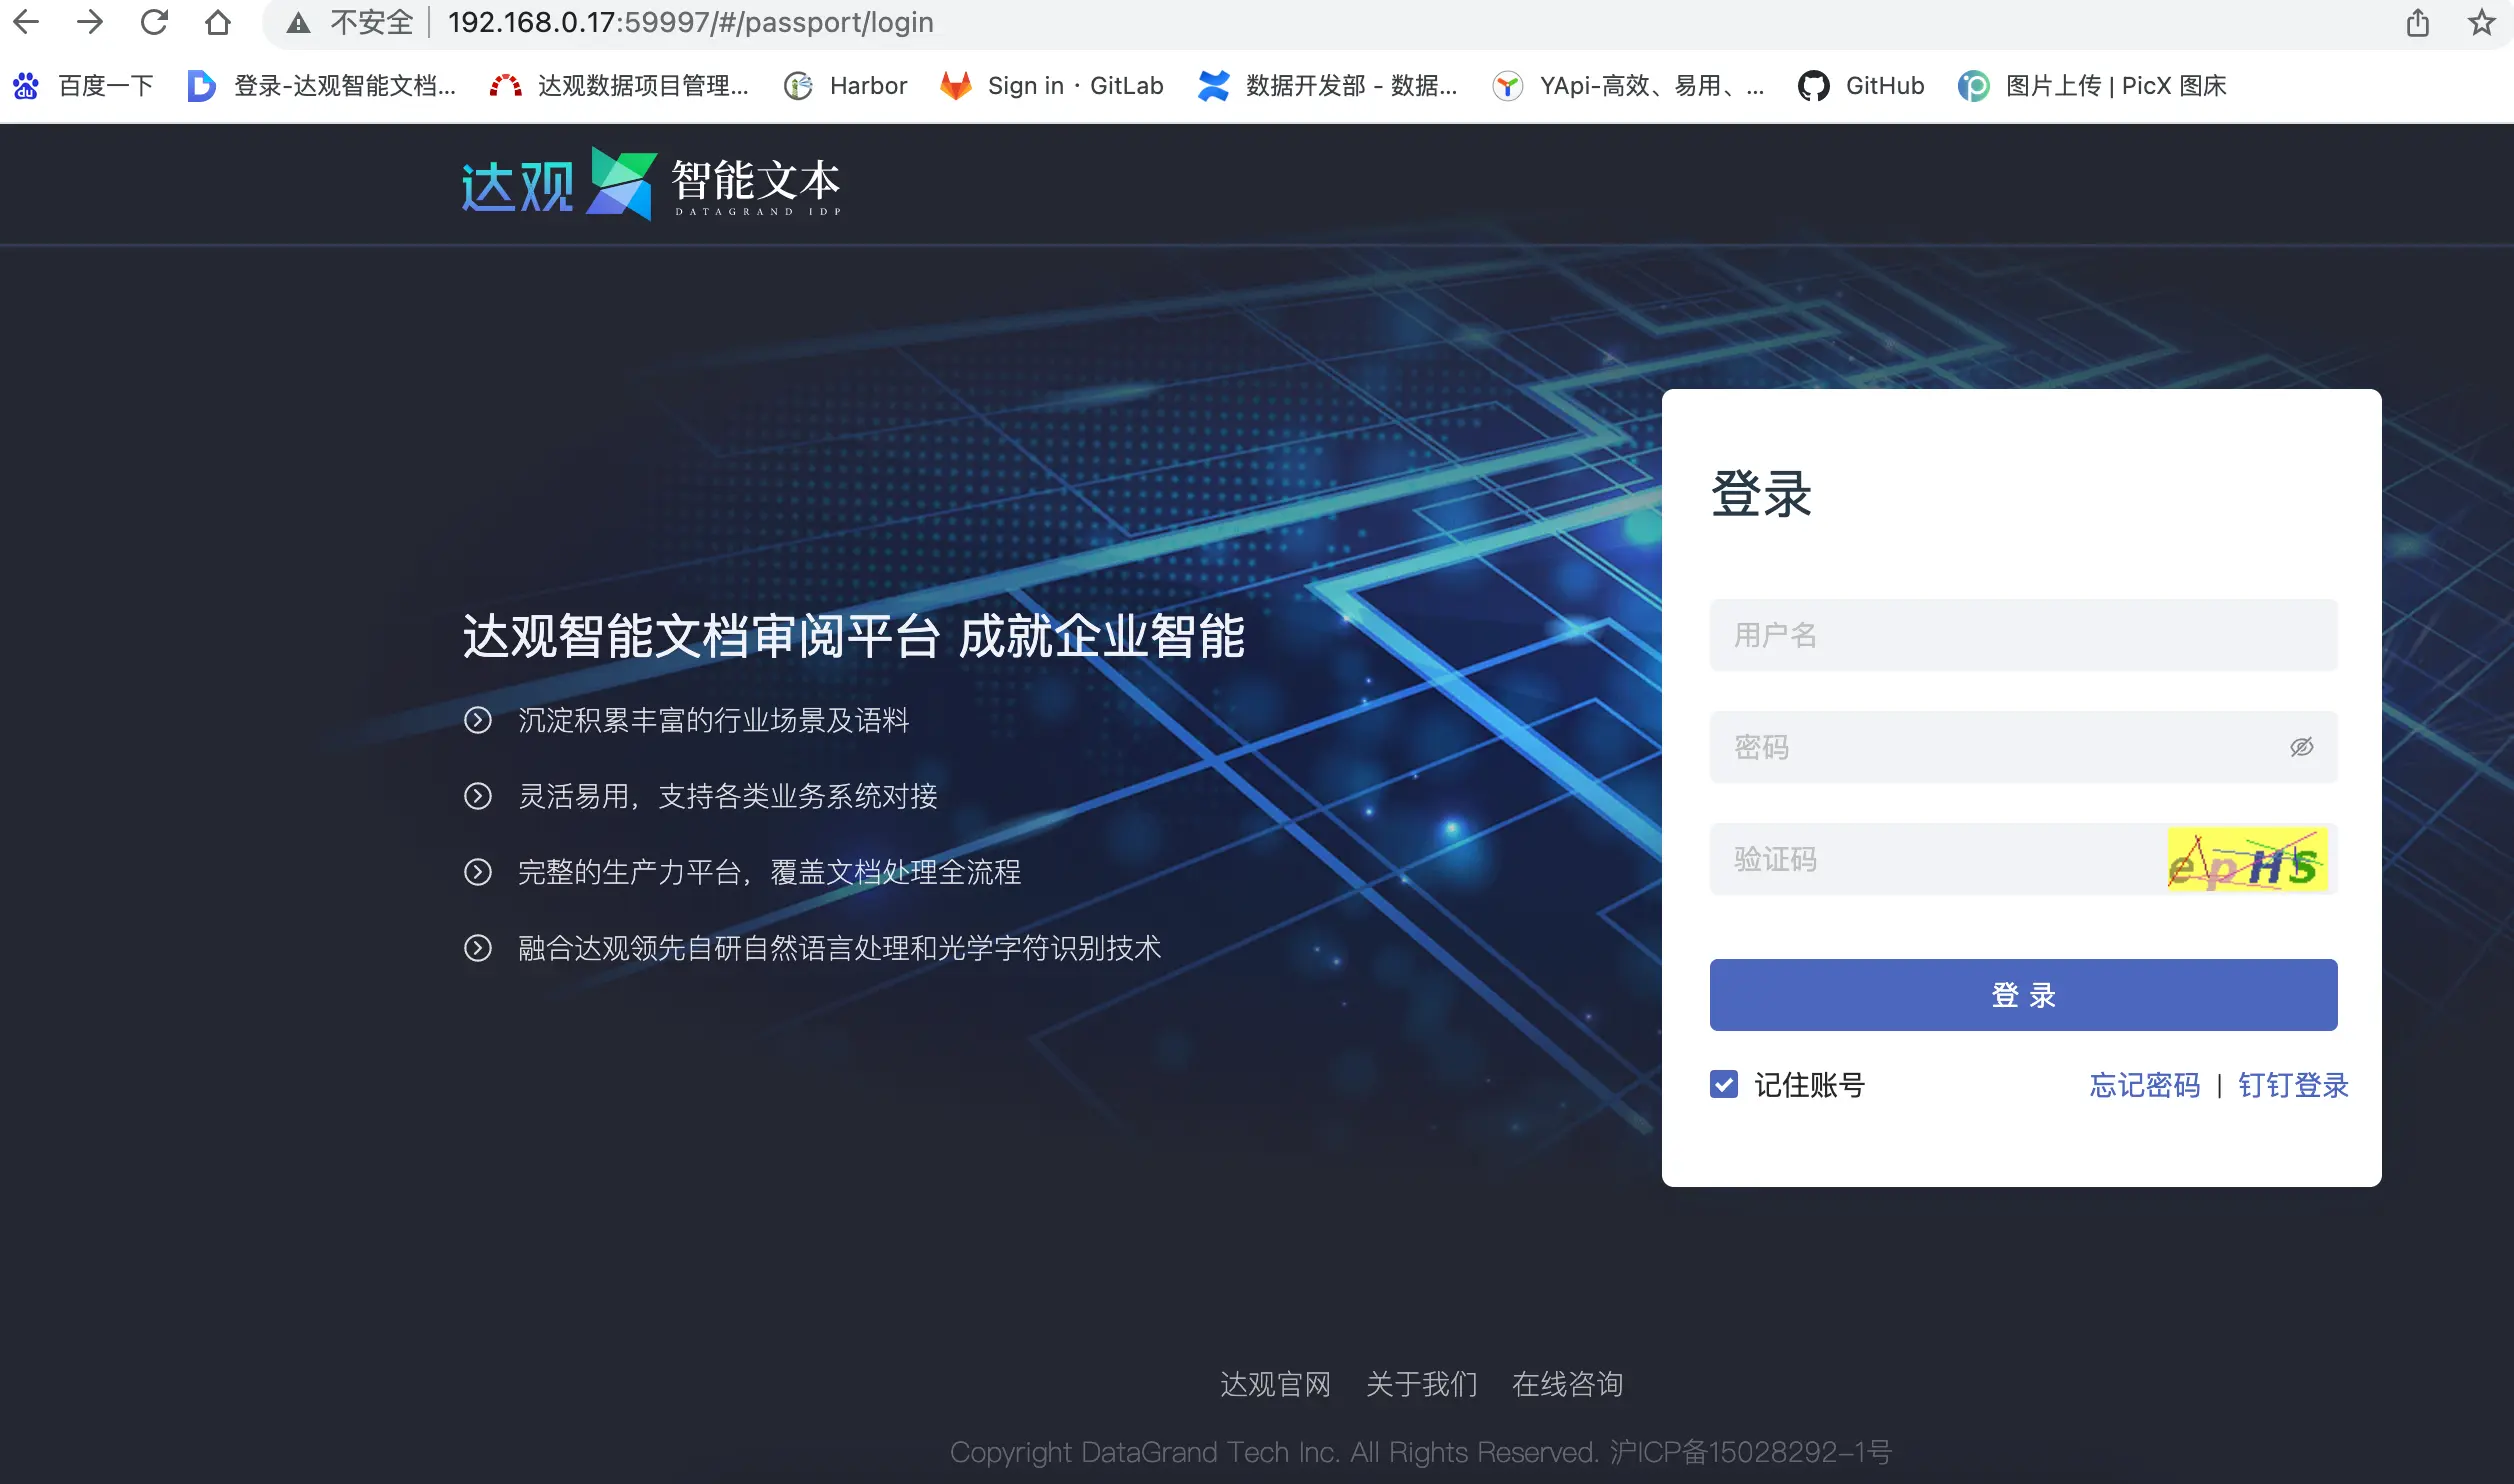 不安全 192.168.0.17:59997/#/passport/login
百度一下 登录-达观智能文档... 达观数据项目管理... Harbor Sign in · GitLab 数据开发部 - 数据... YApi-高效、易用、... GitHub 图片上传 | PicX 图床
达观 智能文本
DATAGRAND IDP
登录
用户名
达观智能文档审阅平台 成就企业智能
沉淀积累丰富的行业场景及语料
密码
灵活易用，支持各类业务系统对接
验证码 epHS
完整的生产力平台，覆盖文档处理全流程
融合达观领先自研自然语言处理和光学字符识别技术
登 录
记住账号 忘记密码 | 钉钉登录
达观官网 关于我们 在线咨询
Copyright DataGrand Tech Inc. All Rights Reserved. 沪ICP备15028292-1号